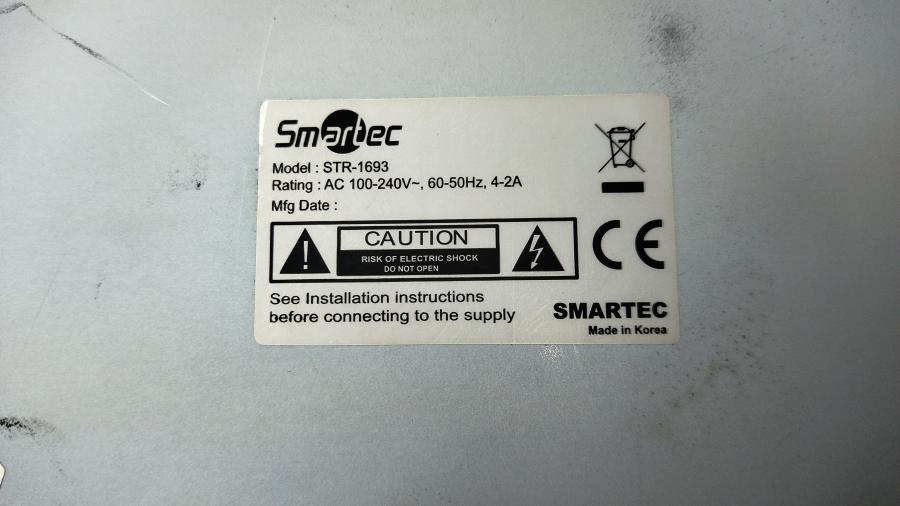 Smartec
Model : STR-1693
Rating : AC 100-240V~, 60-50Hz, 4-2A
Mfg Date :
CAUTION
RISK OF ELECTRIC SHOCK
DO NOT OPEN
CE
See Installation instructions
before connecting to the supply
SMARTEC
Made in Korea